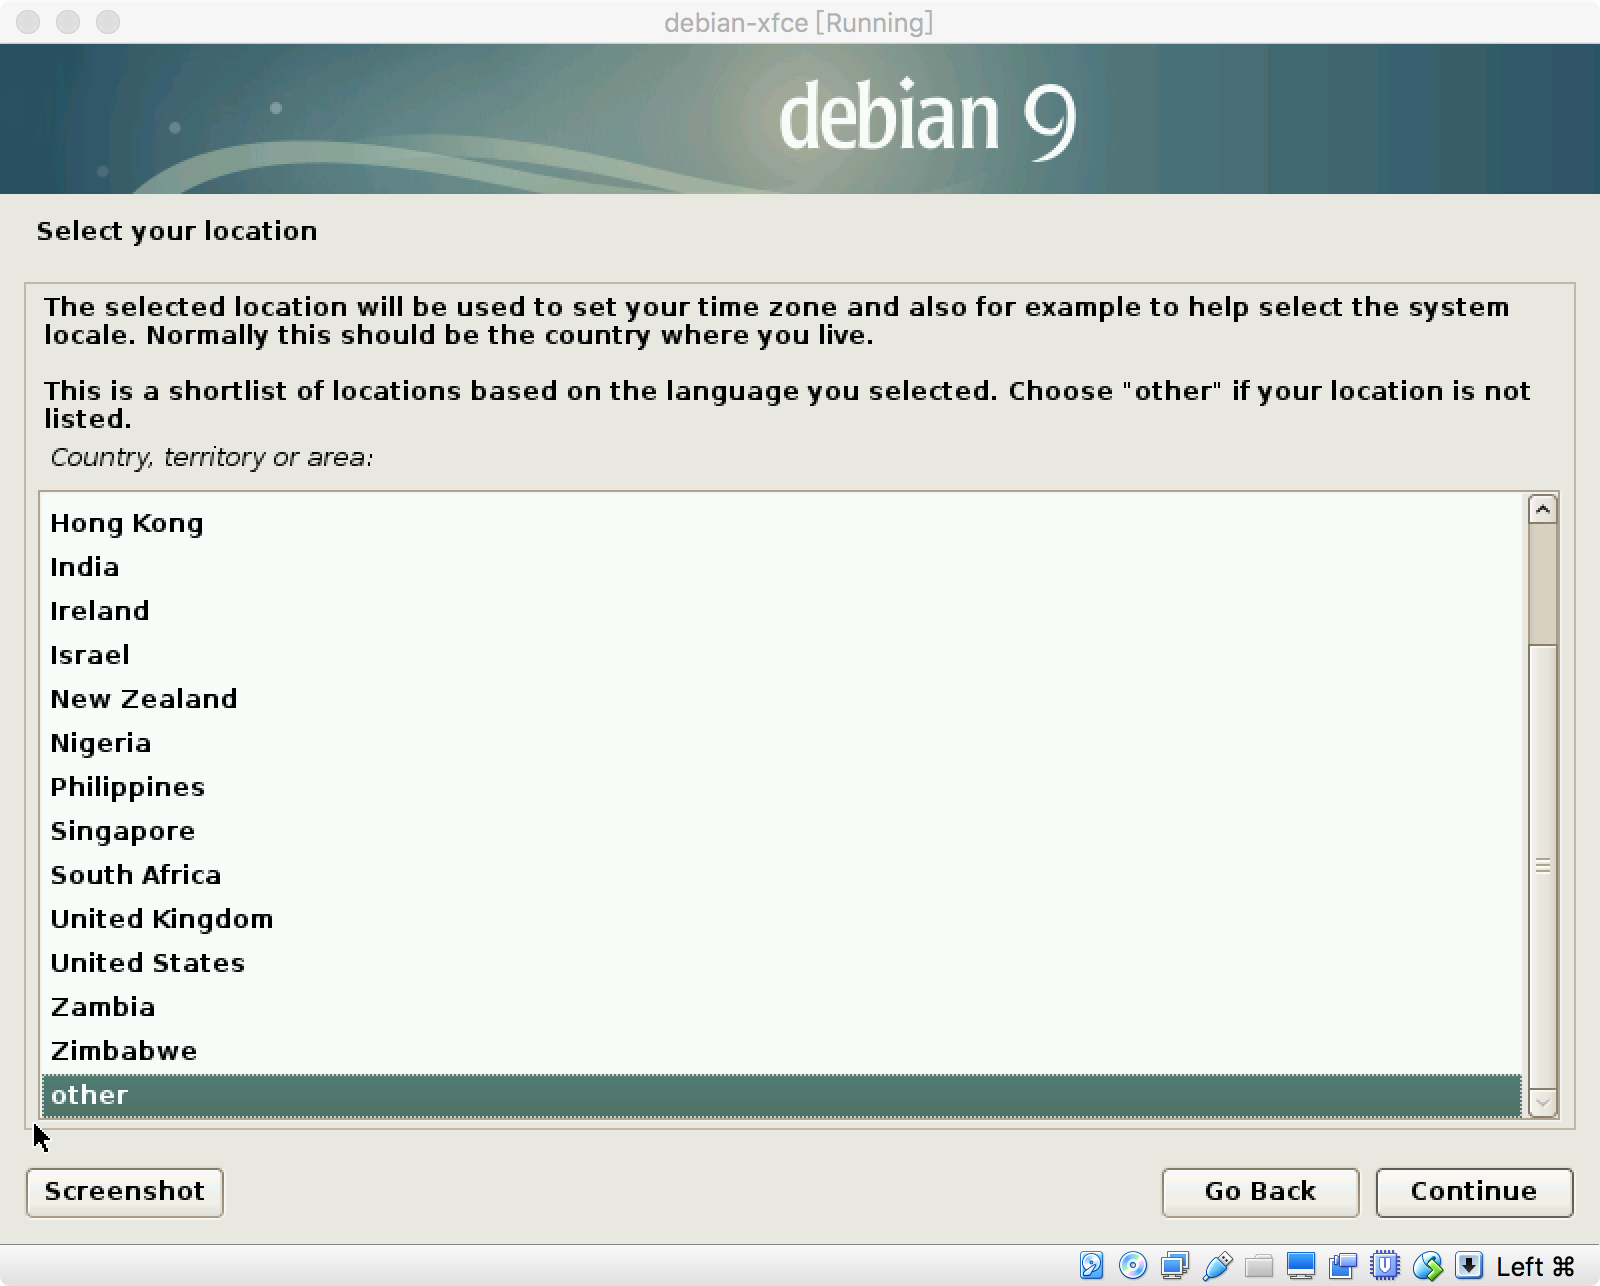 debian-xfce [Running]
debian 9
Select your location
The selected location will be used to set your time zone and also for example to help select the system
locale. Normally this should be the country where you live.
This is a shortlist of locations based on the language you selected. Choose "other" if your location is not
listed.
Country, territory or area:
Hong Kong
India
Ireland
Israel
New Zealand
Nigeria
Philippines
Singapore
South Africa
United Kingdom
United States
Zambia
Zimbabwe
other
Screenshot
Go Back
Continue
Left ⌘